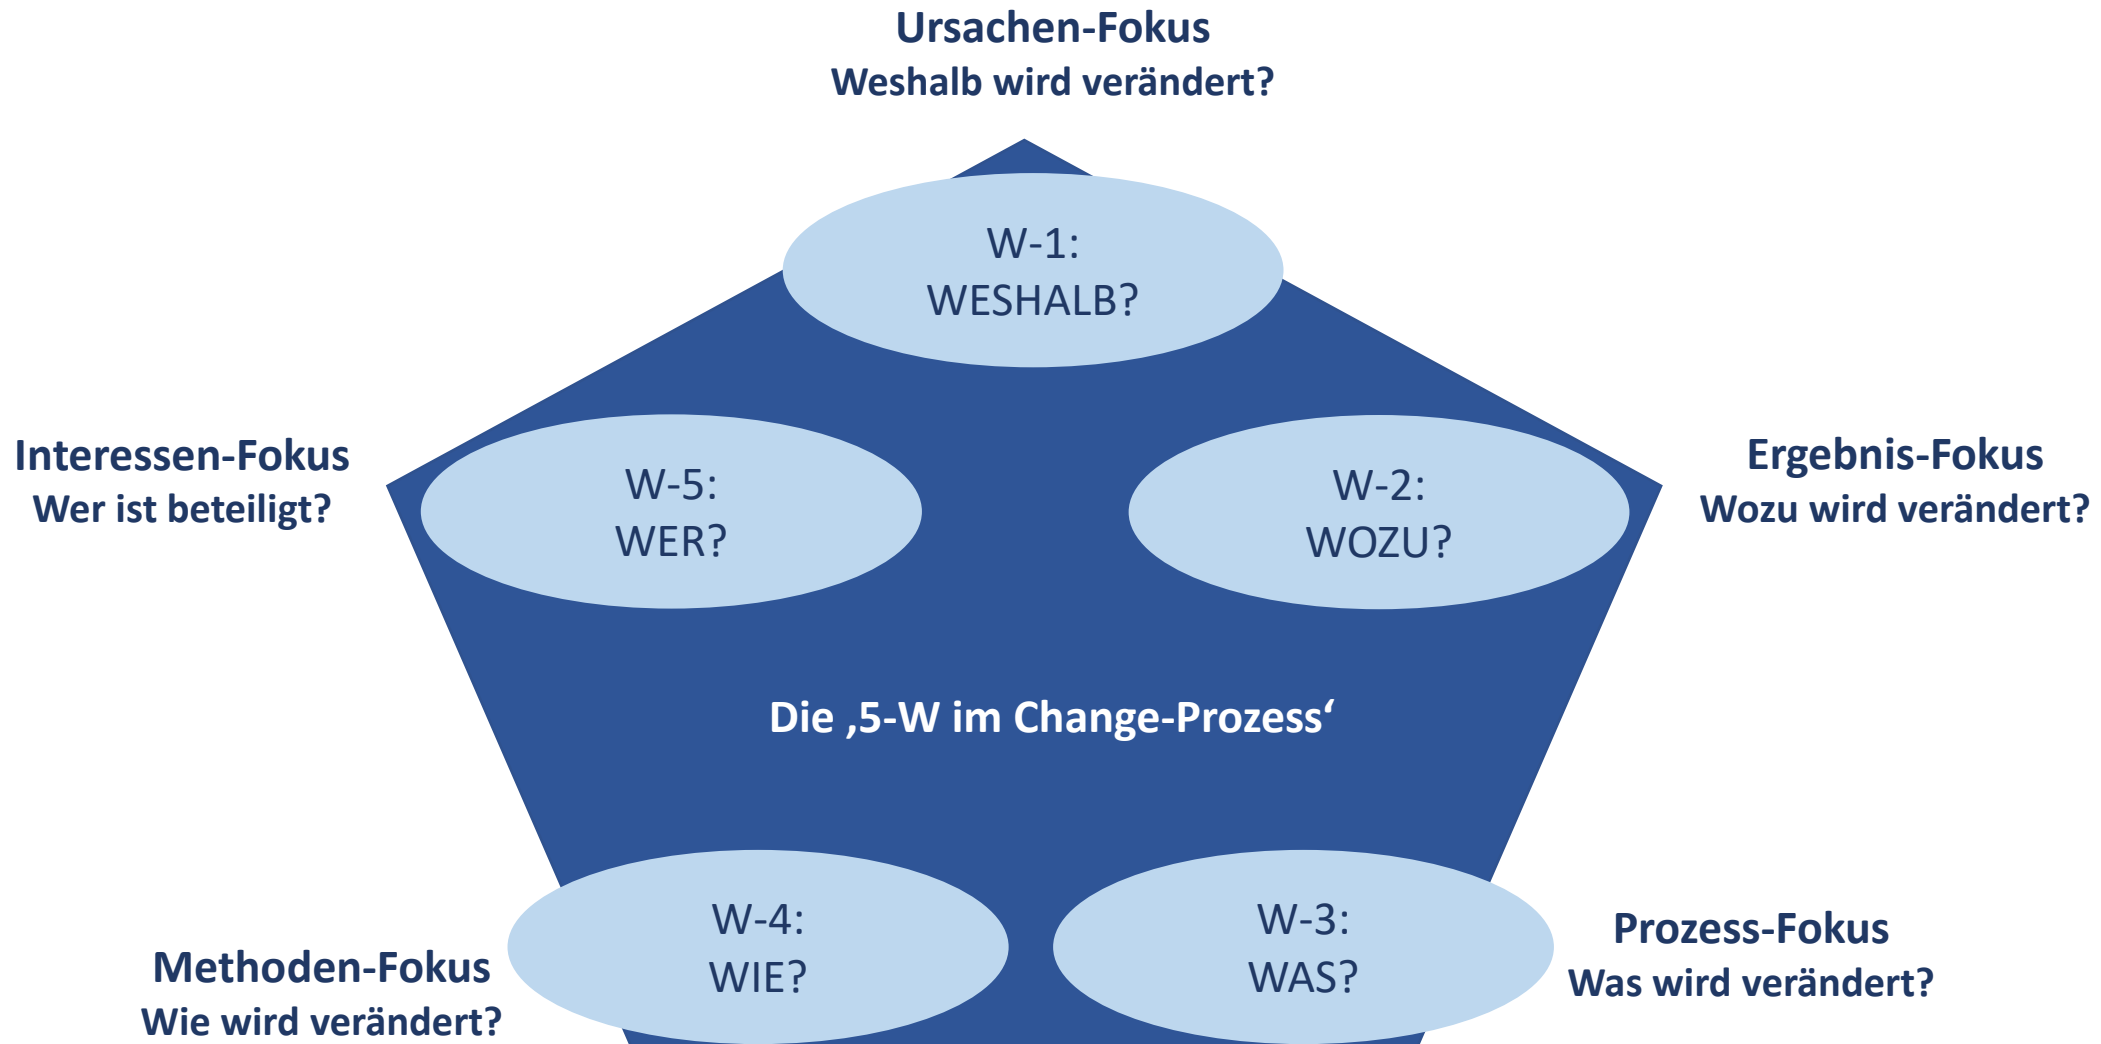 Ursachen-Fokus
Weshalb wird verändert?
W-1:
WESHALB?
Interessen-Fokus
Wer ist beteiligt?
W-5:
WER?
W-2:
WOZU?
Ergebnis-Fokus
Wozu wird verändert?
Die ‚5-W im Change-Prozess‘
Methoden-Fokus
Wie wird verändert?
W-4:
WIE?
W-3:
WAS?
Prozess-Fokus
Was wird verändert?